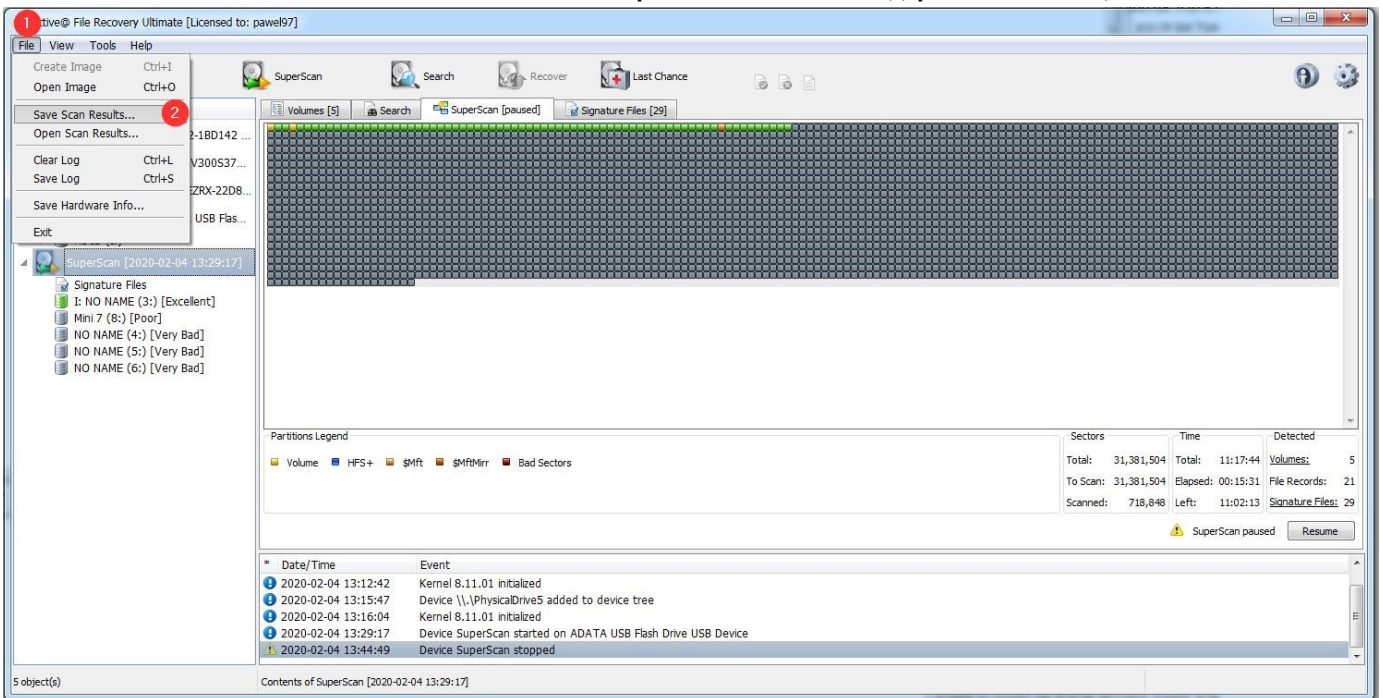 1
ctive@ File Recovery Ultimate [Licensed to: pawel97]
File View Tools Help
Create Image Ctrl+I
Open Image Ctrl+O
Save Scan Results... 2
Open Scan Results...
Clear Log Ctrl+L
Save Log Ctrl+S
Save Hardware Info...
Exit
SuperScan Search Recover Last Chance
Volumes [5] Search SuperScan [paused] Signature Files [29]
2-1BD142 ...
V300S37...
EZRX-22D8...
USB Flas...
SuperScan [2020-02-04 13:29:17]
Signature Files
I: NO NAME (3:) [Excellent]
Mini 7 (8:) [Poor]
NO NAME (4:) [Very Bad]
NO NAME (5:) [Very Bad]
NO NAME (6:) [Very Bad]
Partitions Legend
Volume HFS+ $Mft $MftMirr Bad Sectors
Sectors Time Detected
Total: 31,381,504 Total: 11:17:44 Volumes: 5
To Scan: 31,381,504 Elapsed: 00:15:31 File Records: 21
Scanned: 718,848 Left: 11:02:13 Signature Files: 29
SuperScan paused Resume
* Date/Time Event
2020-02-04 13:12:42 Kernel 8.11.01 initialized
2020-02-04 13:15:47 Device \\.\PhysicalDrive5 added to device tree
2020-02-04 13:16:04 Kernel 8.11.01 initialized
2020-02-04 13:29:17 Device SuperScan started on ADATA USB Flash Drive USB Device
2020-02-04 13:44:49 Device SuperScan stopped
5 object(s) Contents of SuperScan [2020-02-04 13:29:17]